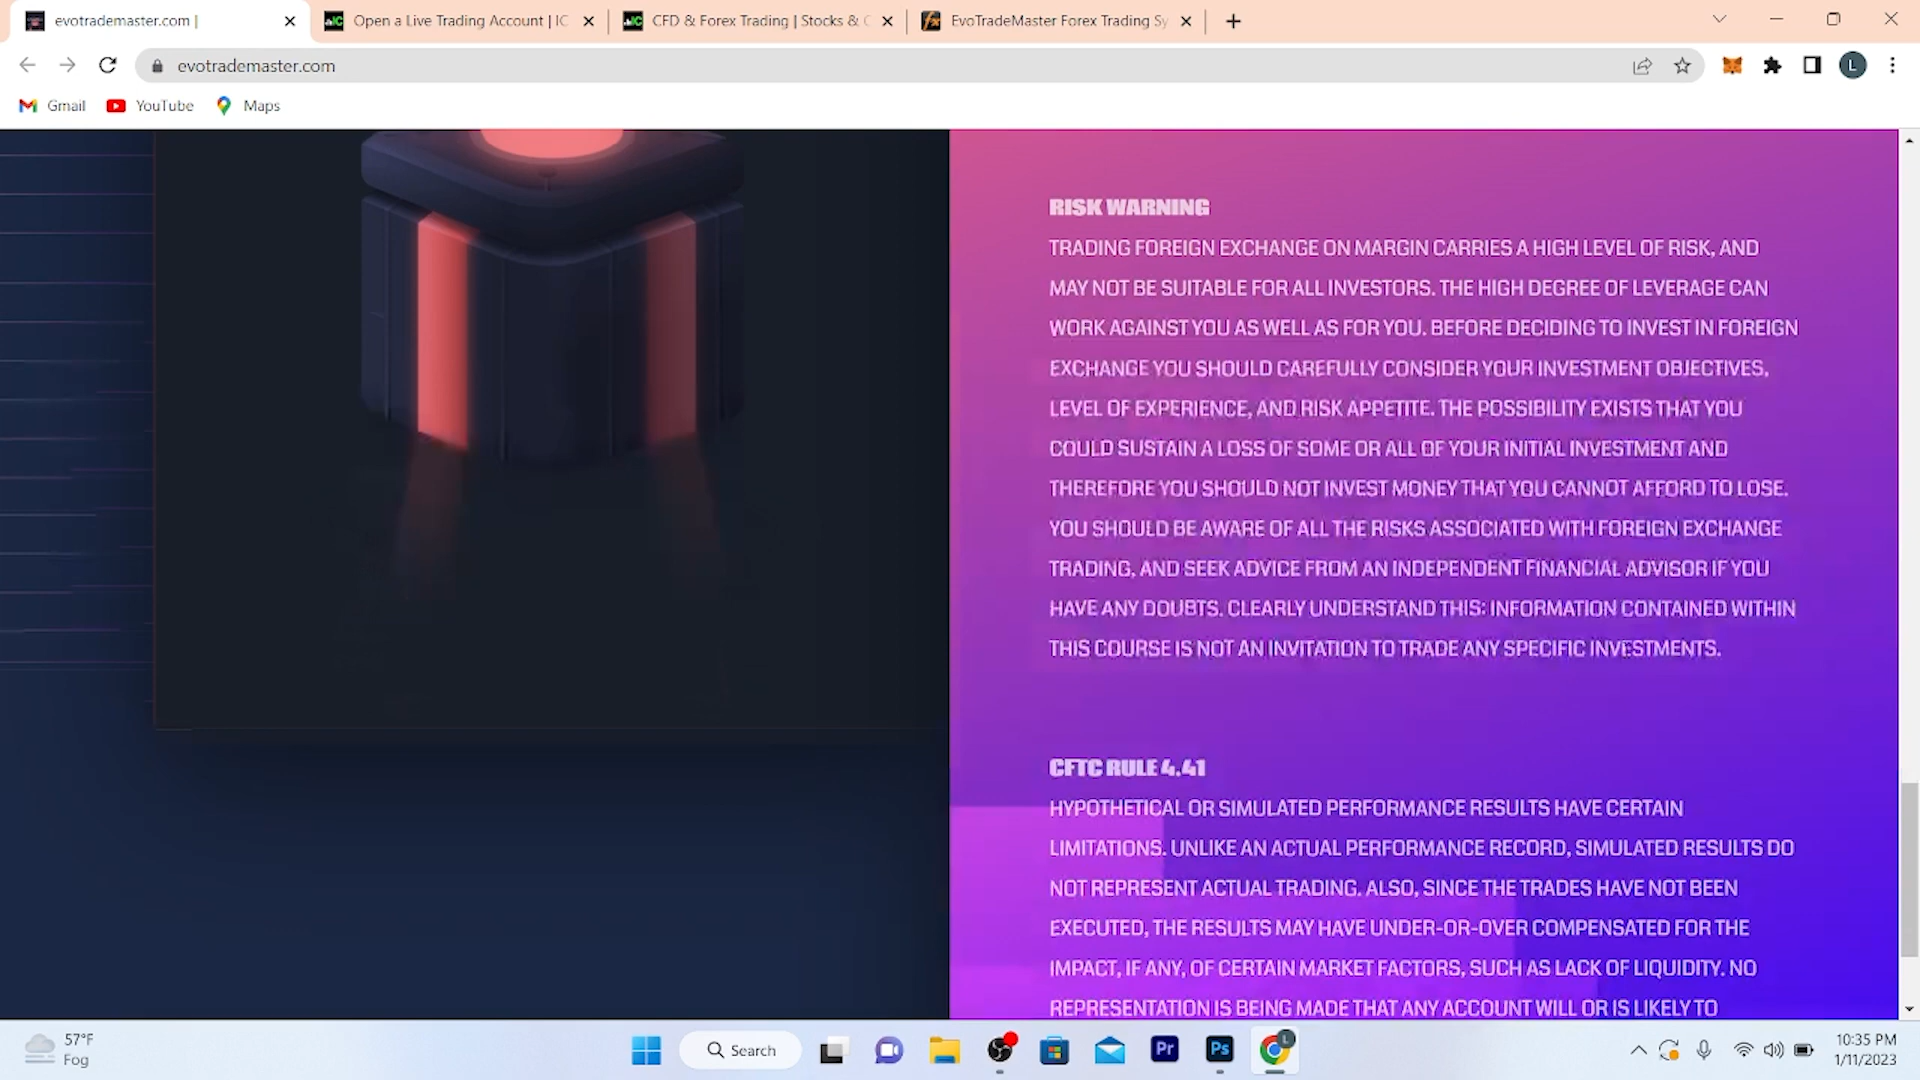 evotrademaster.com |
Open a Live Trading Account | IC
CFD & Forex Trading | Stocks & C
EvoTradeMaster Forex Trading Sy
evotrademaster.com
L
Gmail
YouTube
Maps
RISK WARNING
TRADING FOREIGN EXCHANGE ON MARGIN CARRIES A HIGH LEVEL OF RISK, AND
MAY NOT BE SUITABLE FOR ALL INVESTORS. THE HIGH DEGREE OF LEVERAGE CAN
WORK AGAINST YOU AS WELL AS FOR YOU. BEFORE DECIDING TO INVEST IN FOREIGN
EXCHANGE YOU SHOULD CAREFULLY CONSIDER YOUR INVESTMENT OBJECTIVES,
LEVEL OF EXPERIENCE, AND RISK APPETITE. THE POSSIBILITY EXISTS THAT YOU
COULD SUSTAIN A LOSS OF SOME OR ALL OF YOUR INITIAL INVESTMENT AND
THEREFORE YOU SHOULD NOT INVEST MONEY THAT YOU CANNOT AFFORD TO LOSE.
YOU SHOULD BE AWARE OF ALL THE RISKS ASSOCIATED WITH FOREIGN EXCHANGE
TRADING, AND SEEK ADVICE FROM AN INDEPENDENT FINANCIAL ADVISOR IF YOU
HAVE ANY DOUBTS. CLEARLY UNDERSTAND THIS: INFORMATION CONTAINED WITHIN
THIS COURSE IS NOT AN INVITATION TO TRADE ANY SPECIFIC INVESTMENTS.
CFTC RULE 4.41
HYPOTHETICAL OR SIMULATED PERFORMANCE RESULTS HAVE CERTAIN
LIMITATIONS. UNLIKE AN ACTUAL PERFORMANCE RECORD, SIMULATED RESULTS DO
NOT REPRESENT ACTUAL TRADING. ALSO, SINCE THE TRADES HAVE NOT BEEN
EXECUTED, THE RESULTS MAY HAVE UNDER-OR-OVER COMPENSATED FOR THE
IMPACT, IF ANY, OF CERTAIN MARKET FACTORS, SUCH AS LACK OF LIQUIDITY. NO
REPRESENTATION IS BEING MADE THAT ANY ACCOUNT WILL OR IS LIKELY TO
57°F
Fog
Search
Pr
Ps
L
10:35 PM
1/11/2023